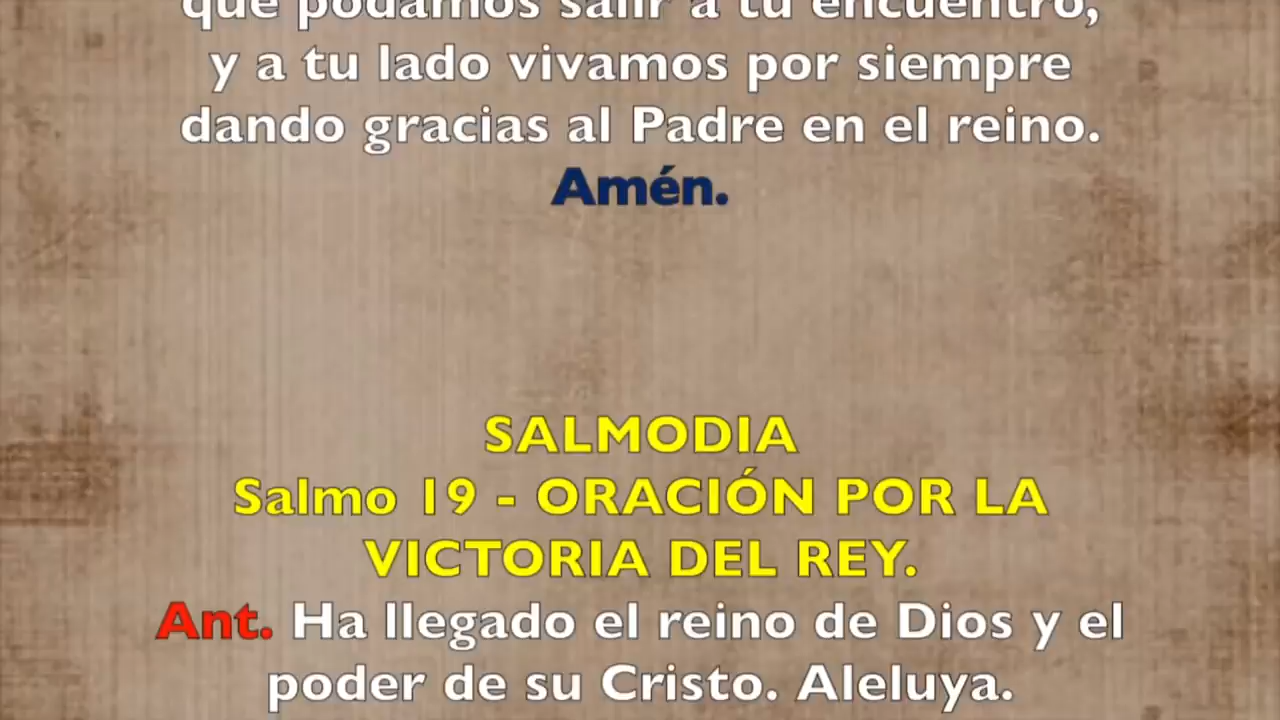 que podamos salir a tu encuentro,
y a tu lado vivamos por siempre
dando gracias al Padre en el reino.
Amén.
SALMODIA
Salmo 19 - ORACIÓN POR LA
VICTORIA DEL REY.
Ant. Ha llegado el reino de Dios y el
poder de su Cristo. Aleluya.